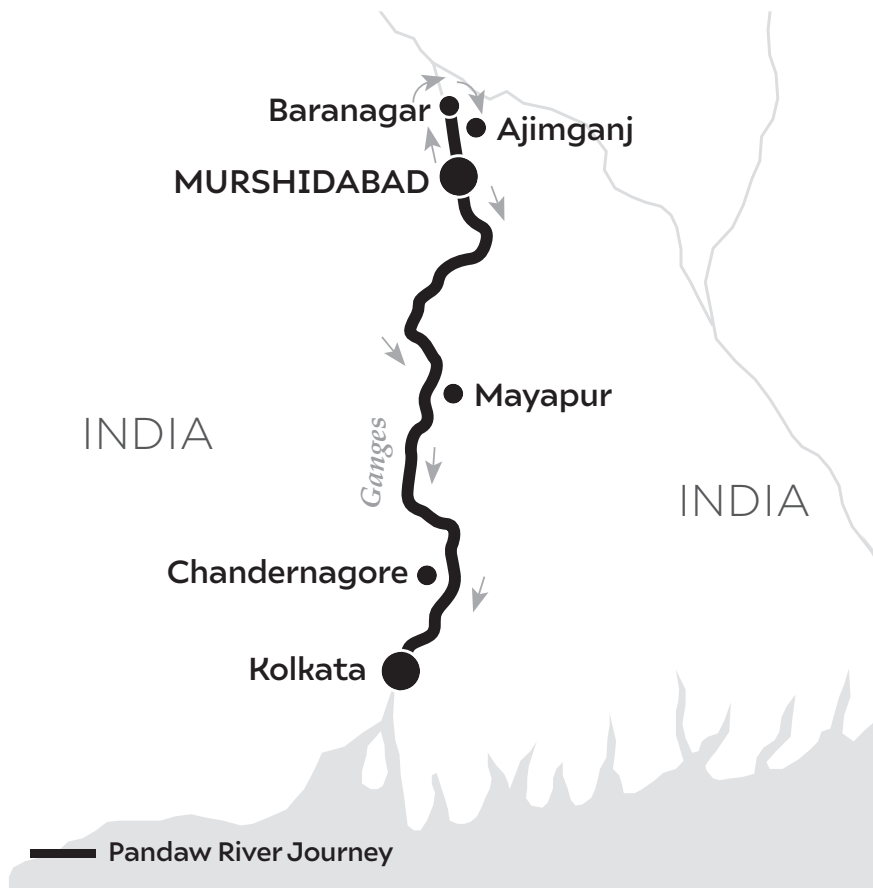 Baranagar
Ajimganj
MURSHIDABAD
Mayapur
INDIA
Ganges
INDIA
Chandernagore
Kolkata
Pandaw River Journey